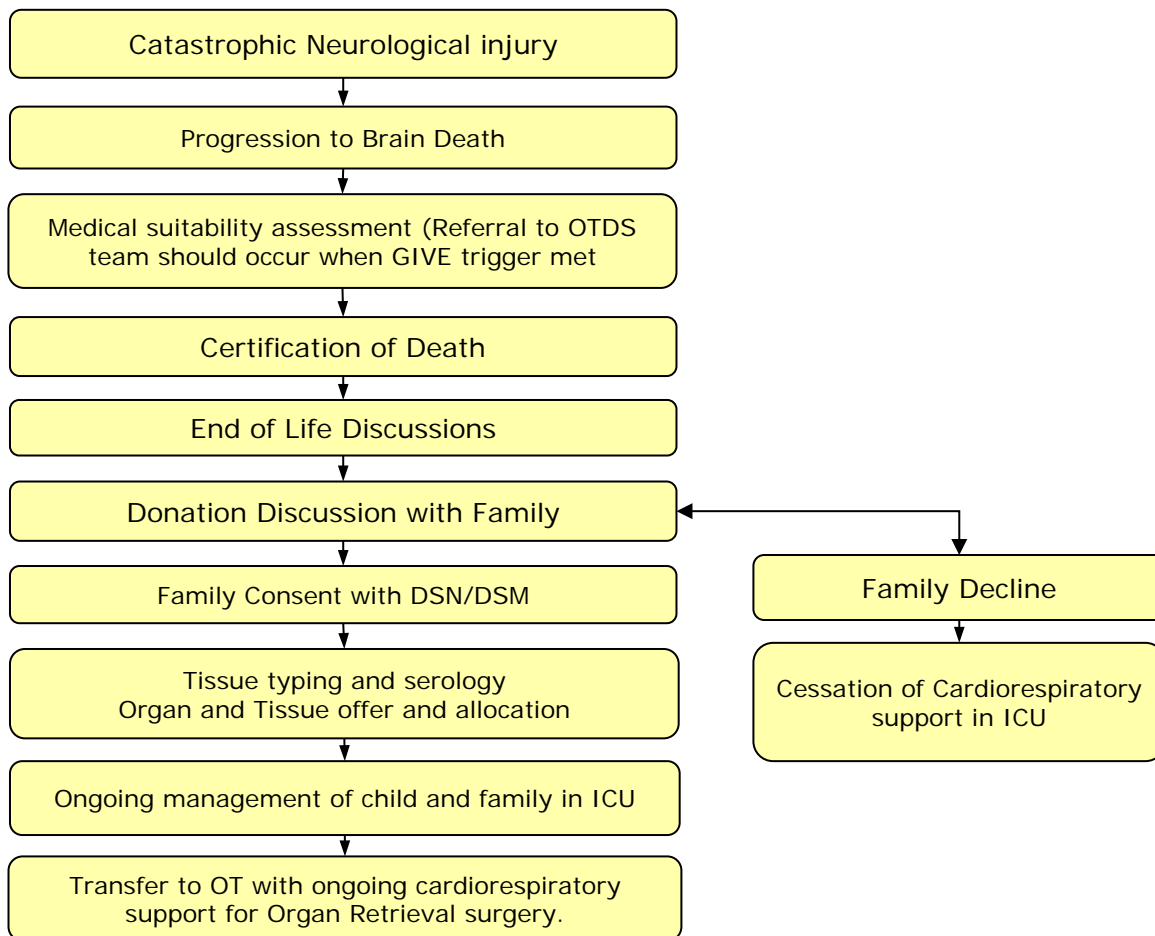 Catastrophic Neurological injury
Progression to Brain Death
Medical suitability assessment (Referral to OTDS
team should occur when GIVE trigger met
Certification of Death
End of Life Discussions
Donation Discussion with Family
Family Consent with DSN/DSM
Tissue typing and serology
Organ and Tissue offer and allocation
Ongoing management of child and family in ICU
Transfer to OT with ongoing cardiorespiratory
support for Organ Retrieval surgery.
Family Decline
Cessation of Cardiorespiratory
support in ICU